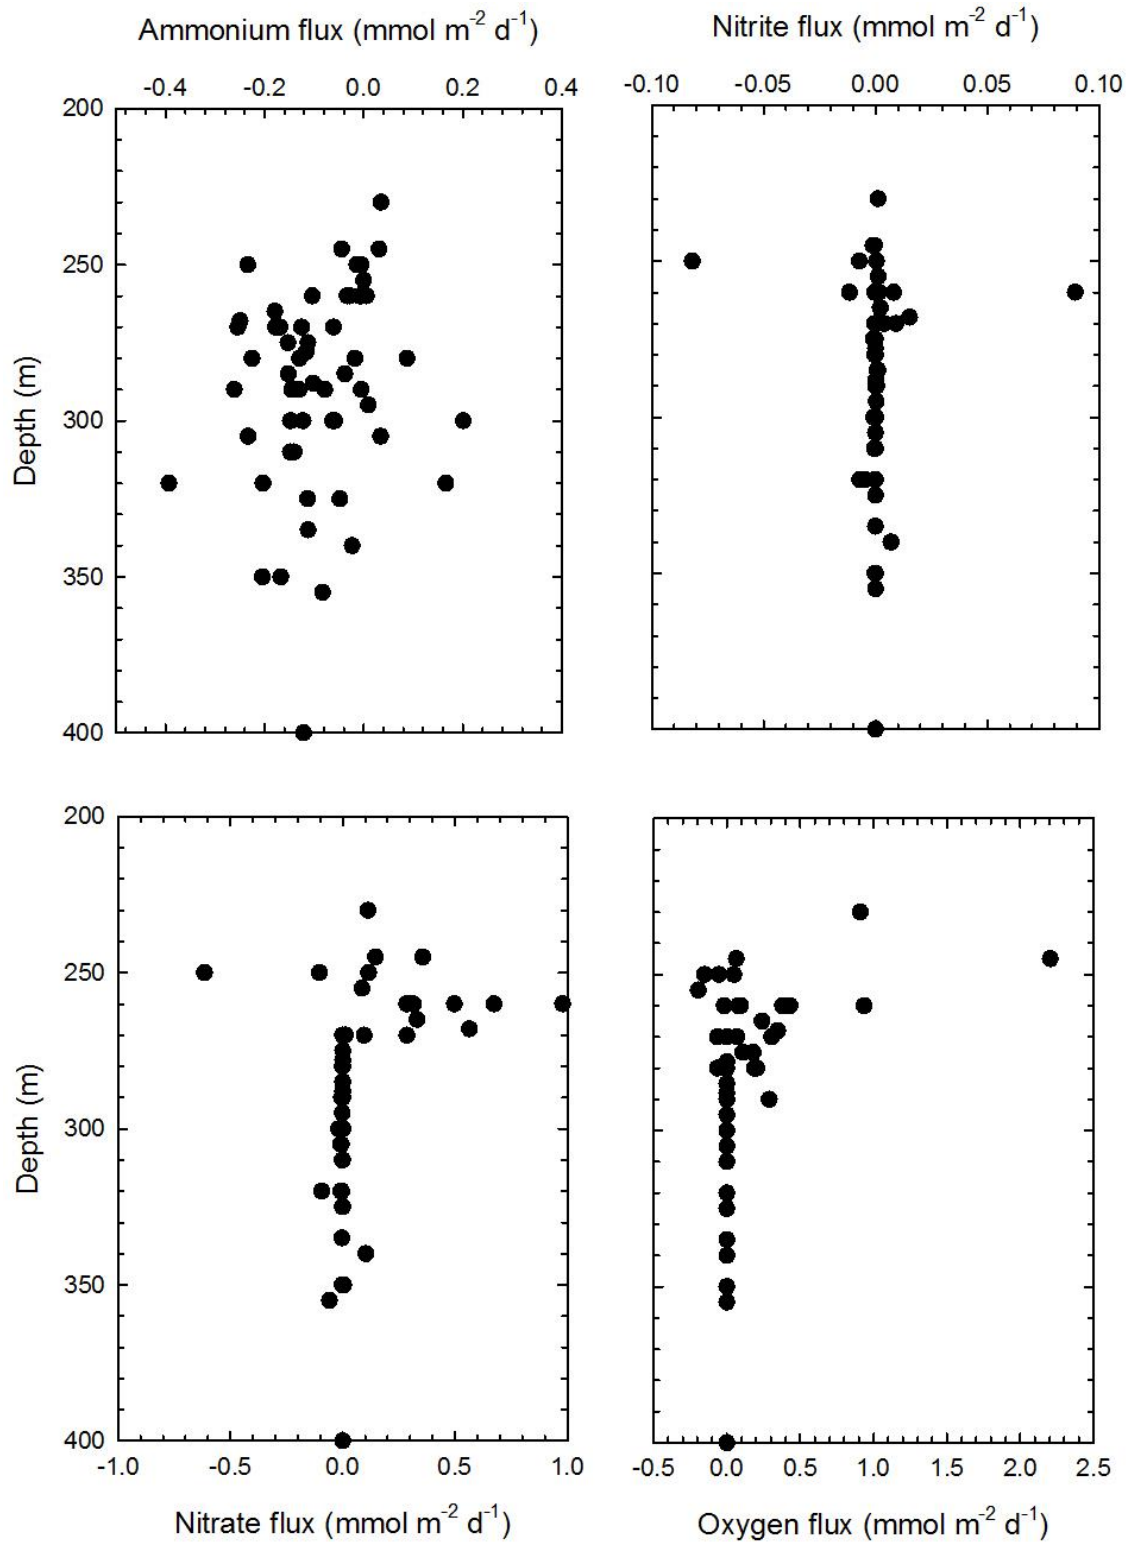 Ammonium flux (mmol m-2 d-1)
Nitrite flux (mmol m-2 d-1)
-0.4 -0.2 0.0 0.2 0.4
-0.10 -0.05 0.00 0.05 0.10
200
250
300
350
400
Depth (m)
200
250
300
350
400
Depth (m)
-1.0 -0.5 0.0 0.5 1.0
-0.5 0.0 0.5 1.0 1.5 2.0 2.5
Nitrate flux (mmol m-2 d-1)
Oxygen flux (mmol m-2 d-1)